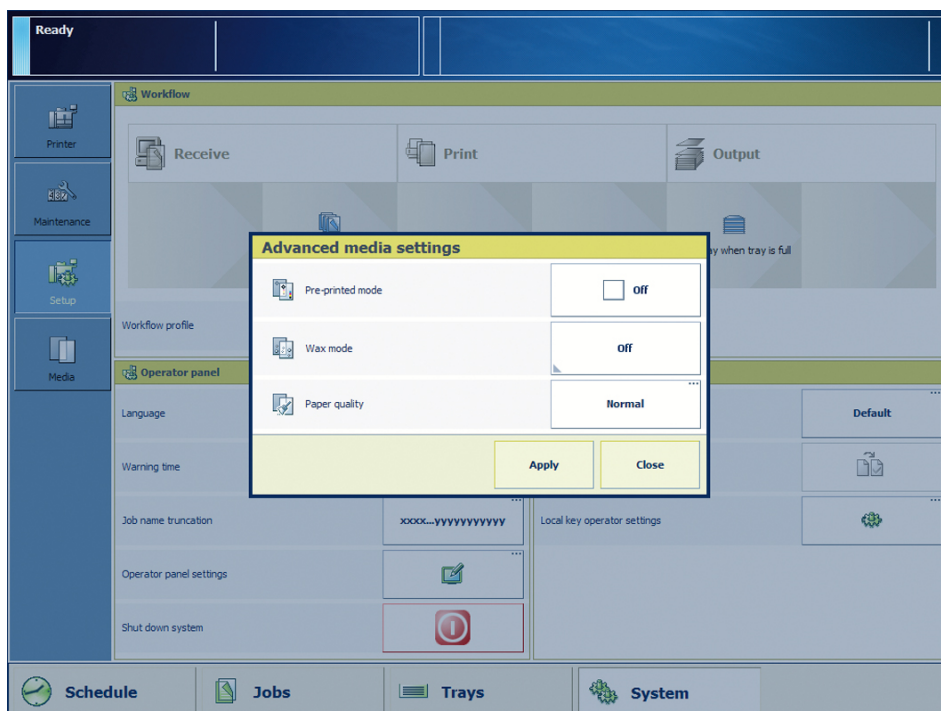 Ready
Printer
Maintenance
Setup
Media
Workflow
Receive
Print
Output
ay when tray is full
Workflow profile
Advanced media settings
Pre-printed mode
Off
Wax mode
Off
Paper quality
Normal
Apply
Close
Operator panel
Language
Default
Warning time
Job name truncation
xxxx...yyyyyyyyyyy
Local key operator settings
Operator panel settings
Shut down system
Schedule
Jobs
Trays
System